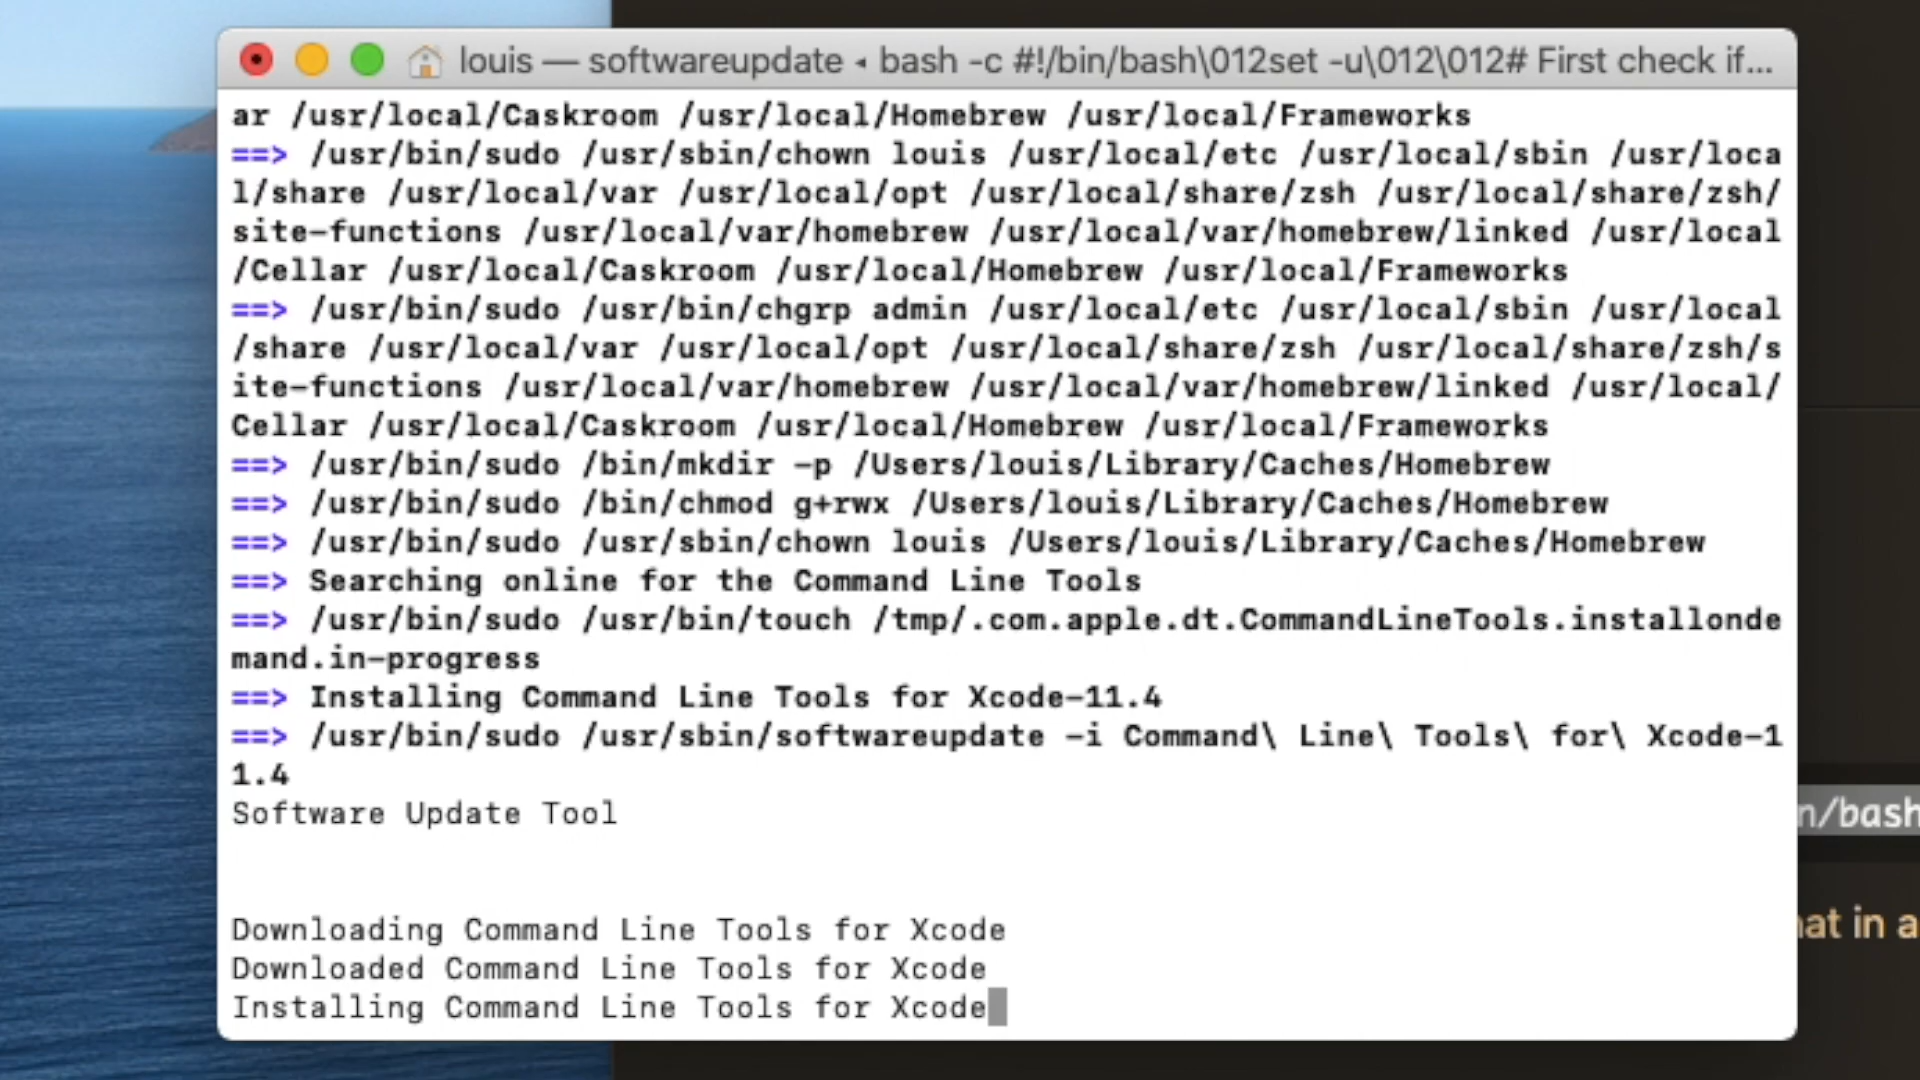 louis — softwareupdate ◂ bash -c #!/bin/bash\012set -u\012\012# First check if...
ar /usr/local/Caskroom /usr/local/Homebrew /usr/local/Frameworks
==> /usr/bin/sudo /usr/sbin/chown louis /usr/local/etc /usr/local/sbin /usr/loca
l/share /usr/local/var /usr/local/opt /usr/local/share/zsh /usr/local/share/zsh/
site-functions /usr/local/var/homebrew /usr/local/var/homebrew/linked /usr/local
/Cellar /usr/local/Caskroom /usr/local/Homebrew /usr/local/Frameworks
==> /usr/bin/sudo /usr/bin/chgrp admin /usr/local/etc /usr/local/sbin /usr/local
/share /usr/local/var /usr/local/opt /usr/local/share/zsh /usr/local/share/zsh/s
ite-functions /usr/local/var/homebrew /usr/local/var/homebrew/linked /usr/local/
Cellar /usr/local/Caskroom /usr/local/Homebrew /usr/local/Frameworks
==> /usr/bin/sudo /bin/mkdir -p /Users/louis/Library/Caches/Homebrew
==> /usr/bin/sudo /bin/chmod g+rwx /Users/louis/Library/Caches/Homebrew
==> /usr/bin/sudo /usr/sbin/chown louis /Users/louis/Library/Caches/Homebrew
==> Searching online for the Command Line Tools
==> /usr/bin/sudo /usr/bin/touch /tmp/.com.apple.dt.CommandLineTools.installonde
mand.in-progress
==> Installing Command Line Tools for Xcode-11.4
==> /usr/bin/sudo /usr/sbin/softwareupdate -i Command\ Line\ Tools\ for\ Xcode-1
1.4
Software Update Tool
n/bash
Downloading Command Line Tools for Xcode
hat in a
Downloaded Command Line Tools for Xcode
Installing Command Line Tools for Xcode